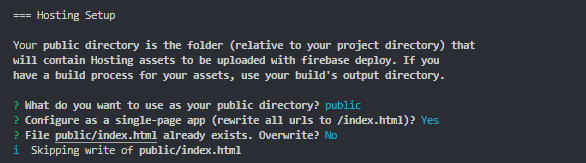 === Hosting Setup
Your public directory is the folder (relative to your project directory) that
will contain Hosting assets to be uploaded with firebase deploy. If you
have a build process for your assets, use your build's output directory.
? What do you want to use as your public directory? public
? Configure as a single-page app (rewrite all urls to /index.html)? Yes
? File public/index.html already exists. Overwrite? No
i  Skipping write of public/index.html